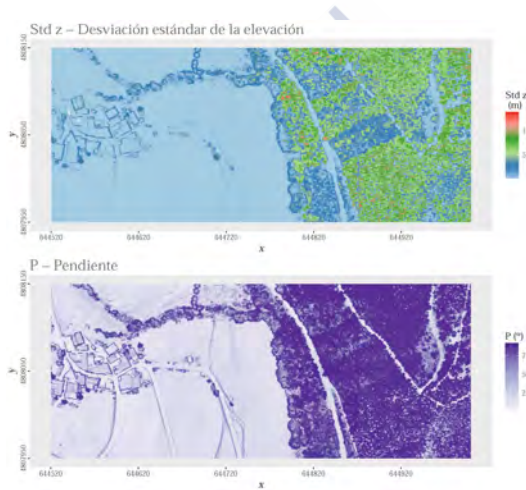 Std z – Desviación estándar de la elevación
4808150
4808050
4807950
y
644520
644620
644720
644820
644920
x
Std z
(m)
P – Pendiente
4808150
4808050
4807950
y
644520
644620
644720
644820
644920
x
P (°)